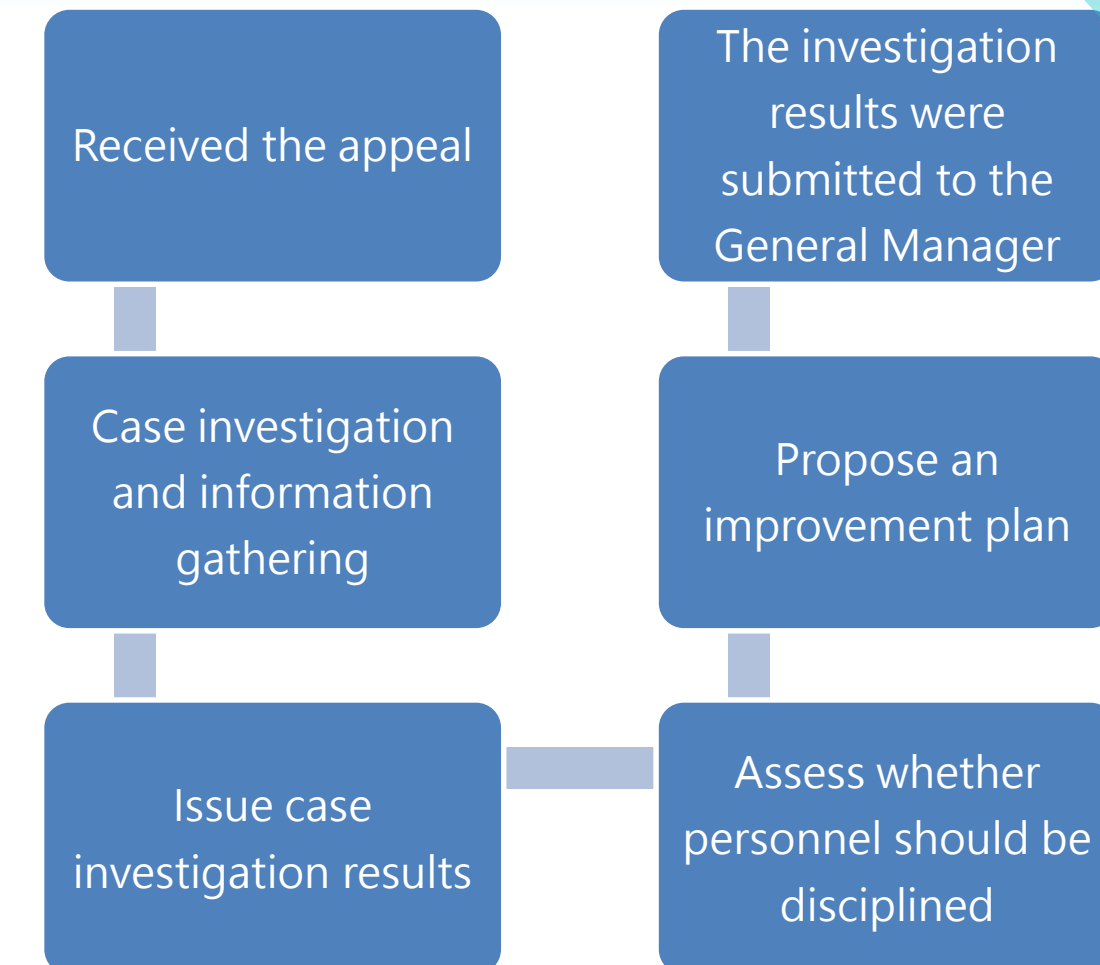 Received the appeal
Case investigation
and information
gathering
Issue case
investigation results
Assess whether
personnel should be
disciplined
Propose an
improvement plan
The investigation
results were
submitted to the
General Manager